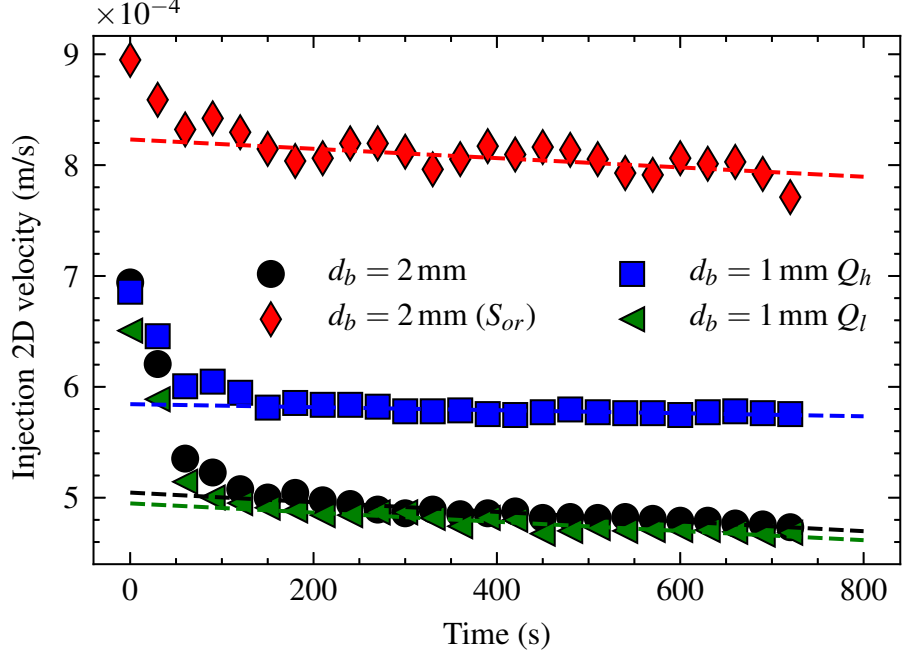 ×10⁻⁴
9
8
7
6
5
Injection 2D velocity (m/s)
d_b = 2 mm
d_b = 2 mm (S_or)
d_b = 1 mm Q_h
d_b = 1 mm Q_l
0 200 400 600 800
Time (s)